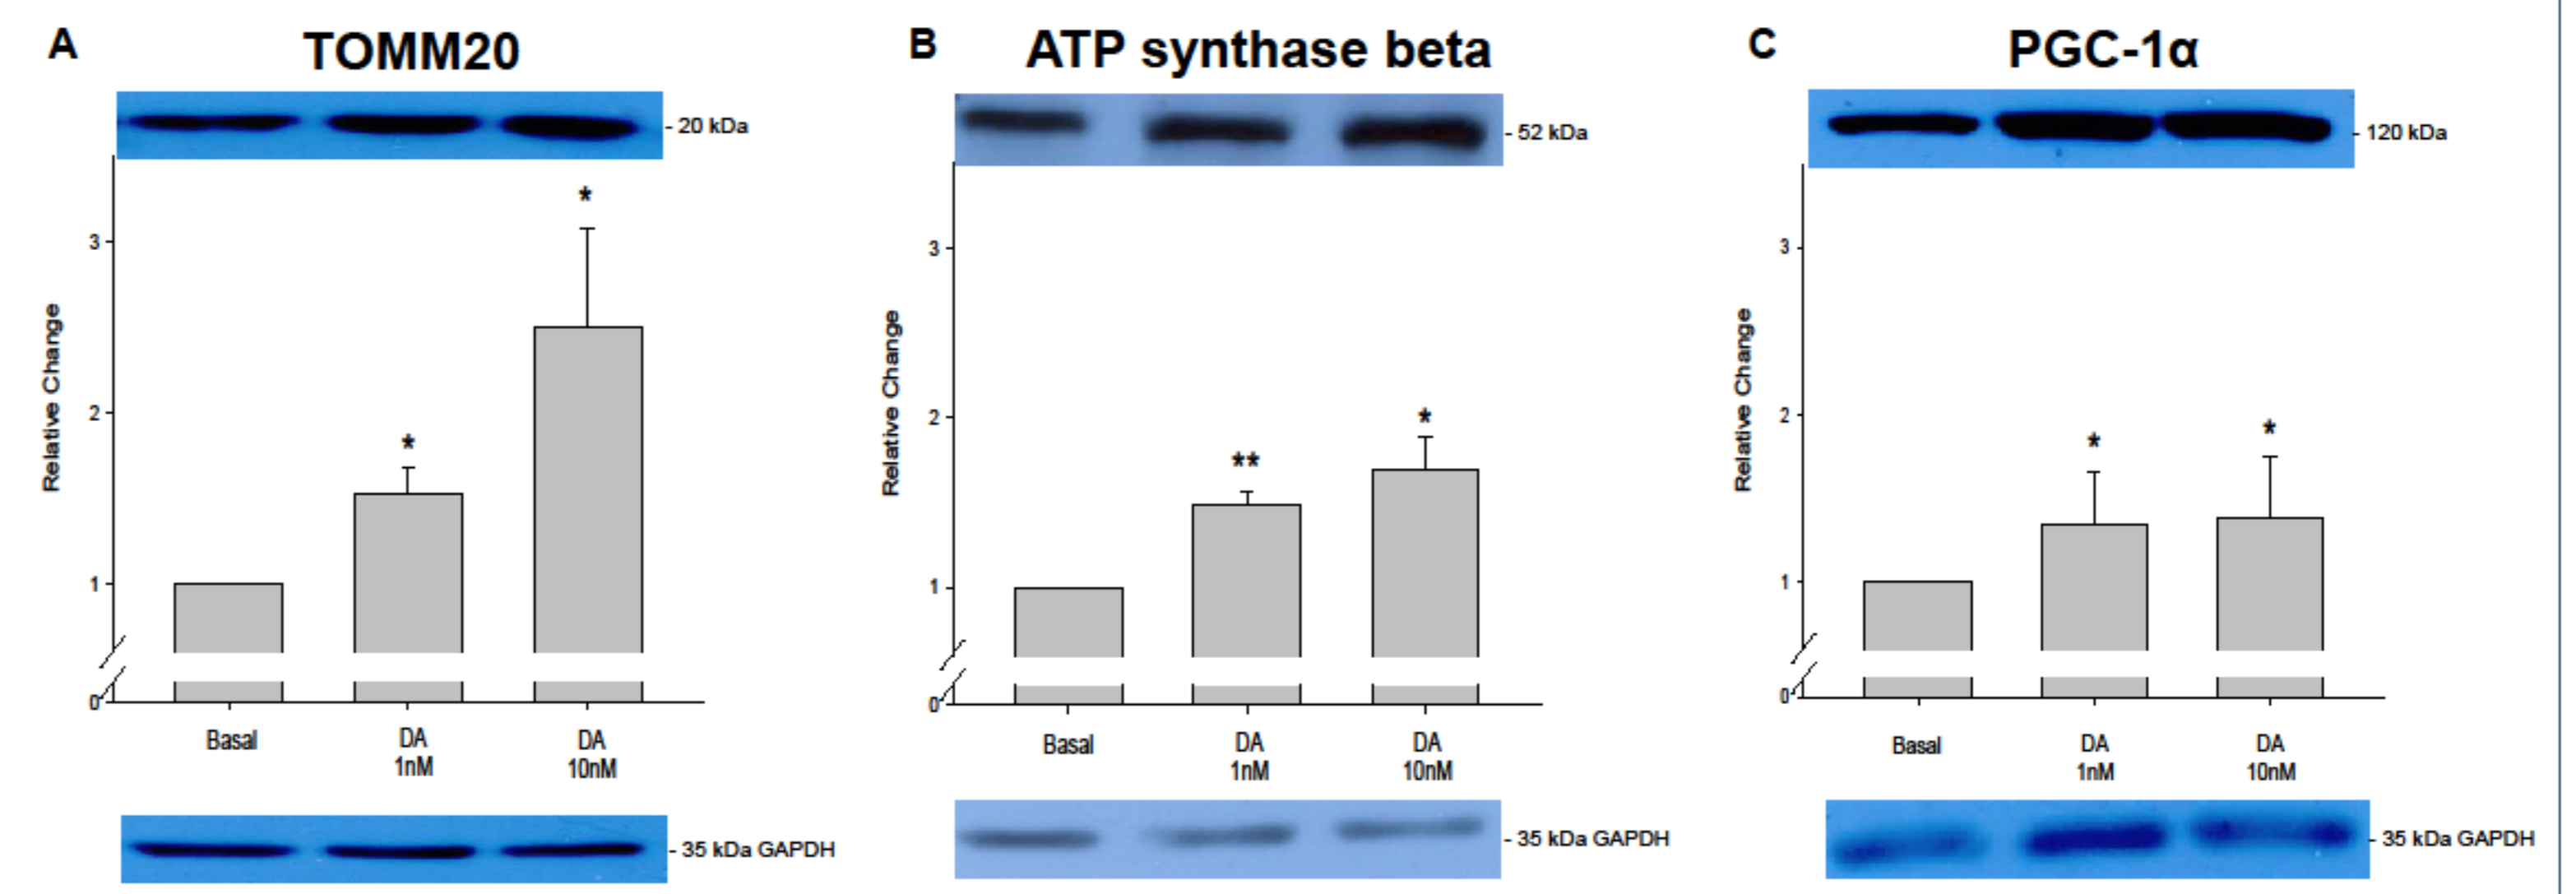 A
TOMM20
- 20 kDa
*
*
3
2
1
0
Relative Change
Basal
DA
1nM
DA
10nM
- 35 kDa GAPDH
B
ATP synthase beta
- 52 kDa
**
*
3
2
1
0
Relative Change
Basal
DA
1nM
DA
10nM
- 35 kDa GAPDH
C
PGC-1α
- 120 kDa
*
*
3
2
1
0
Relative Change
Basal
DA
1nM
DA
10nM
- 35 kDa GAPDH